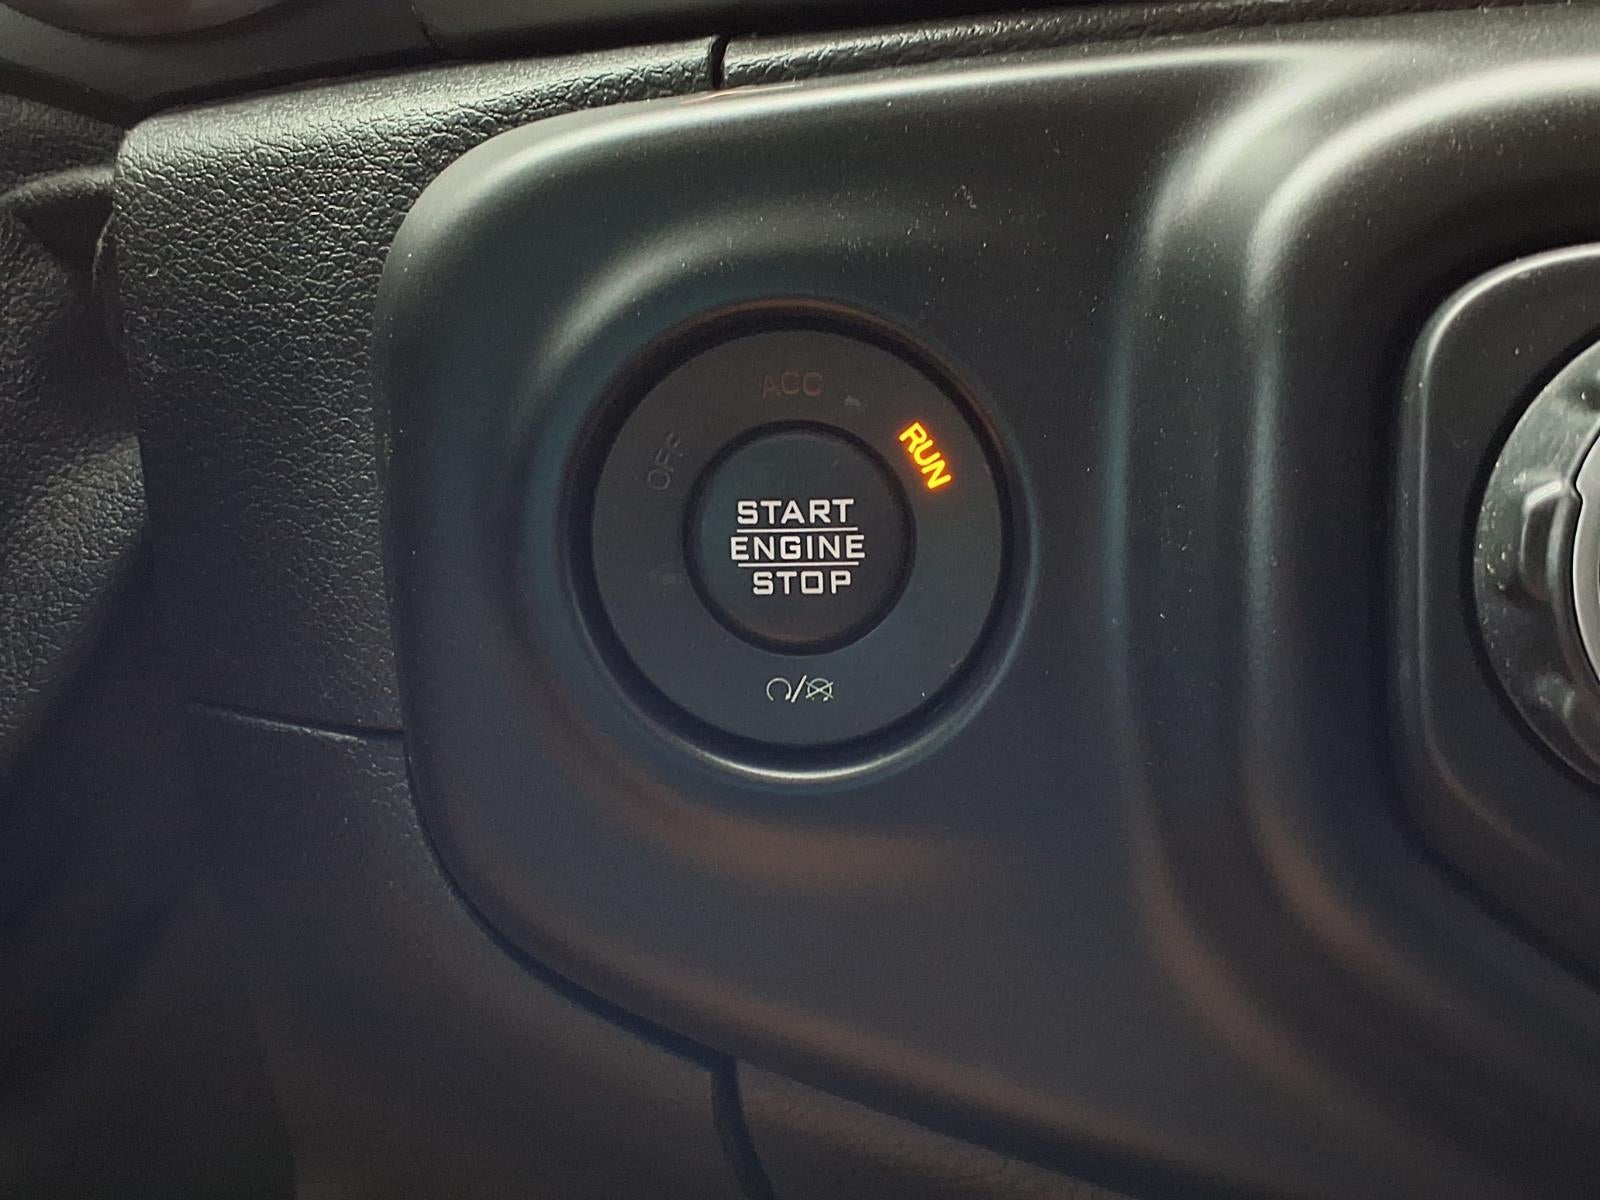 ACC
OFF
RUN
START
ENGINE
STOP